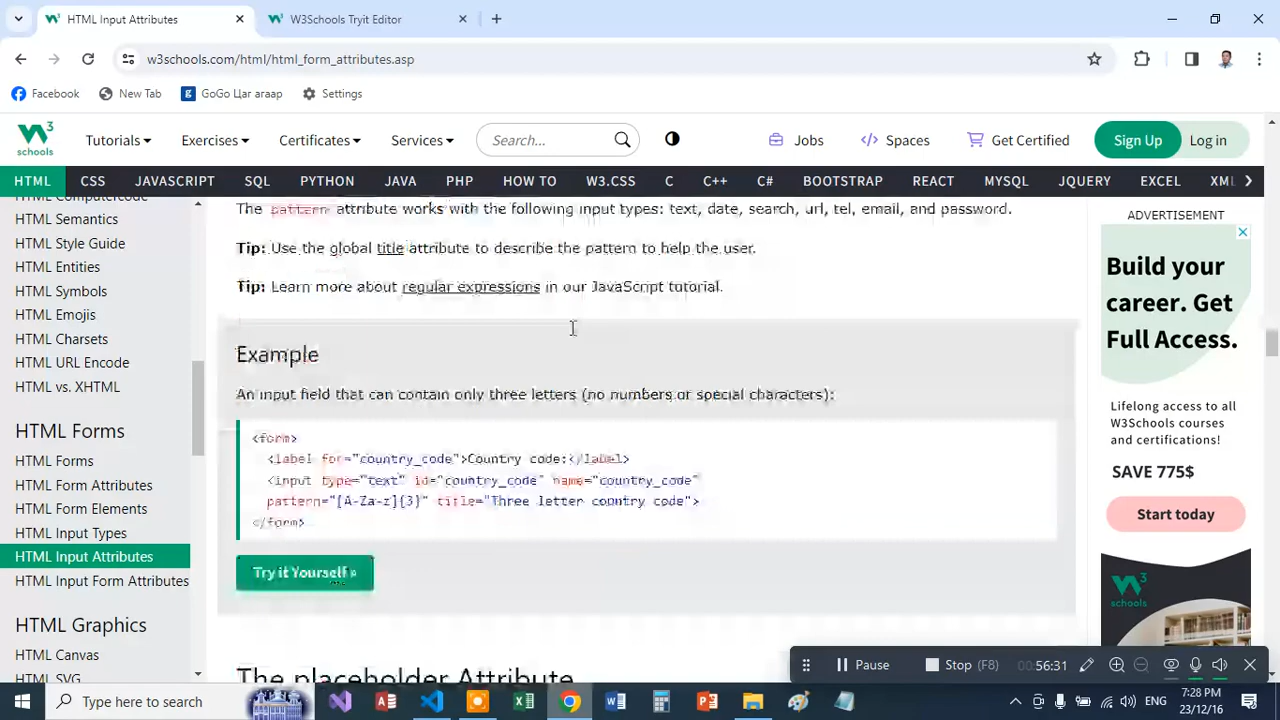 HTML Input Attributes
W3Schools Tryit Editor
w3schools.com/html/html_form_attributes.asp
Facebook
New Tab
GoGo Цаг агаар
Settings
W3
schools
Tutorials
Exercises
Certificates
Services
Search...
Jobs
Spaces
Get Certified
Sign Up
Log in
HTML
CSS
JAVASCRIPT
SQL
PYTHON
JAVA
PHP
HOW TO
W3.CSS
C
C++
C#
BOOTSTRAP
REACT
MYSQL
JQUERY
EXCEL
XM
HTML Computercode
HTML Semantics
HTML Style Guide
HTML Entities
HTML Symbols
HTML Emojis
HTML Charsets
HTML URL Encode
HTML vs. XHTML
HTML Forms
HTML Forms
HTML Form Attributes
HTML Form Elements
HTML Input Types
HTML Input Attributes
HTML Input Form Attributes
HTML Graphics
HTML Canvas
HTML SVG
The pattern attribute works with the following input types: text, date, search, url, tel, email, and password.
Tip: Use the global title attribute to describe the pattern to help the user.
Tip: Learn more about regular expressions in our JavaScript tutorial.
Example
An input field that can contain only three letters (no numbers or special characters):
<form>
<label for="country_code">Country code:</label>
<input type="text" id="country_code" name="country_code"
pattern="[A-Za-z]{3}" title="Three letter country code">
</form>
Try it Yourself »
The placeholder Attribute
ADVERTISEMENT
Build your
career. Get
Full Access.
Lifelong access to all
W3Schools courses
and certifications!
SAVE 775$
Start today
W3
schools
Pause
Stop (F8)
00:56:31
Type here to search
ENG
7:28 PM
23/12/16